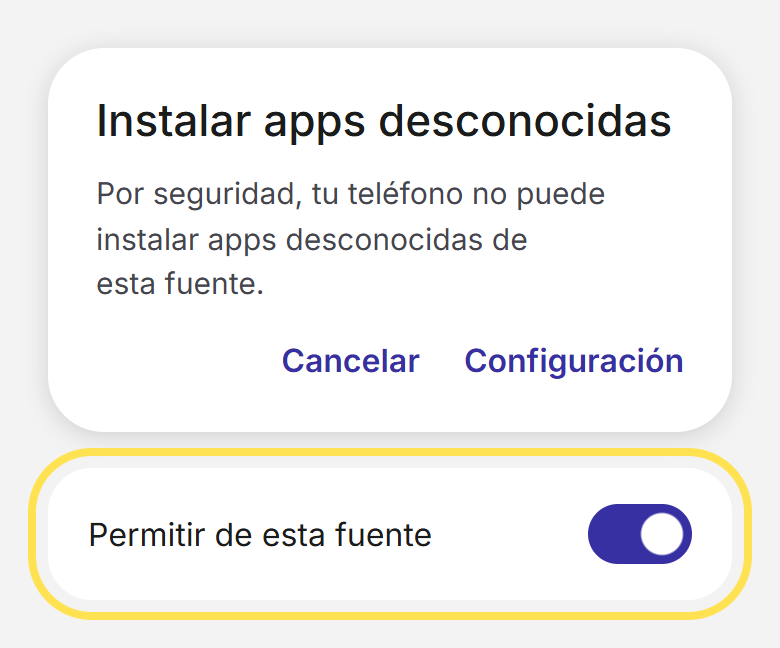 Instalar apps desconocidas
Por seguridad, tu teléfono no puede
instalar apps desconocidas de
esta fuente.
Cancelar Configuración
Permitir de esta fuente